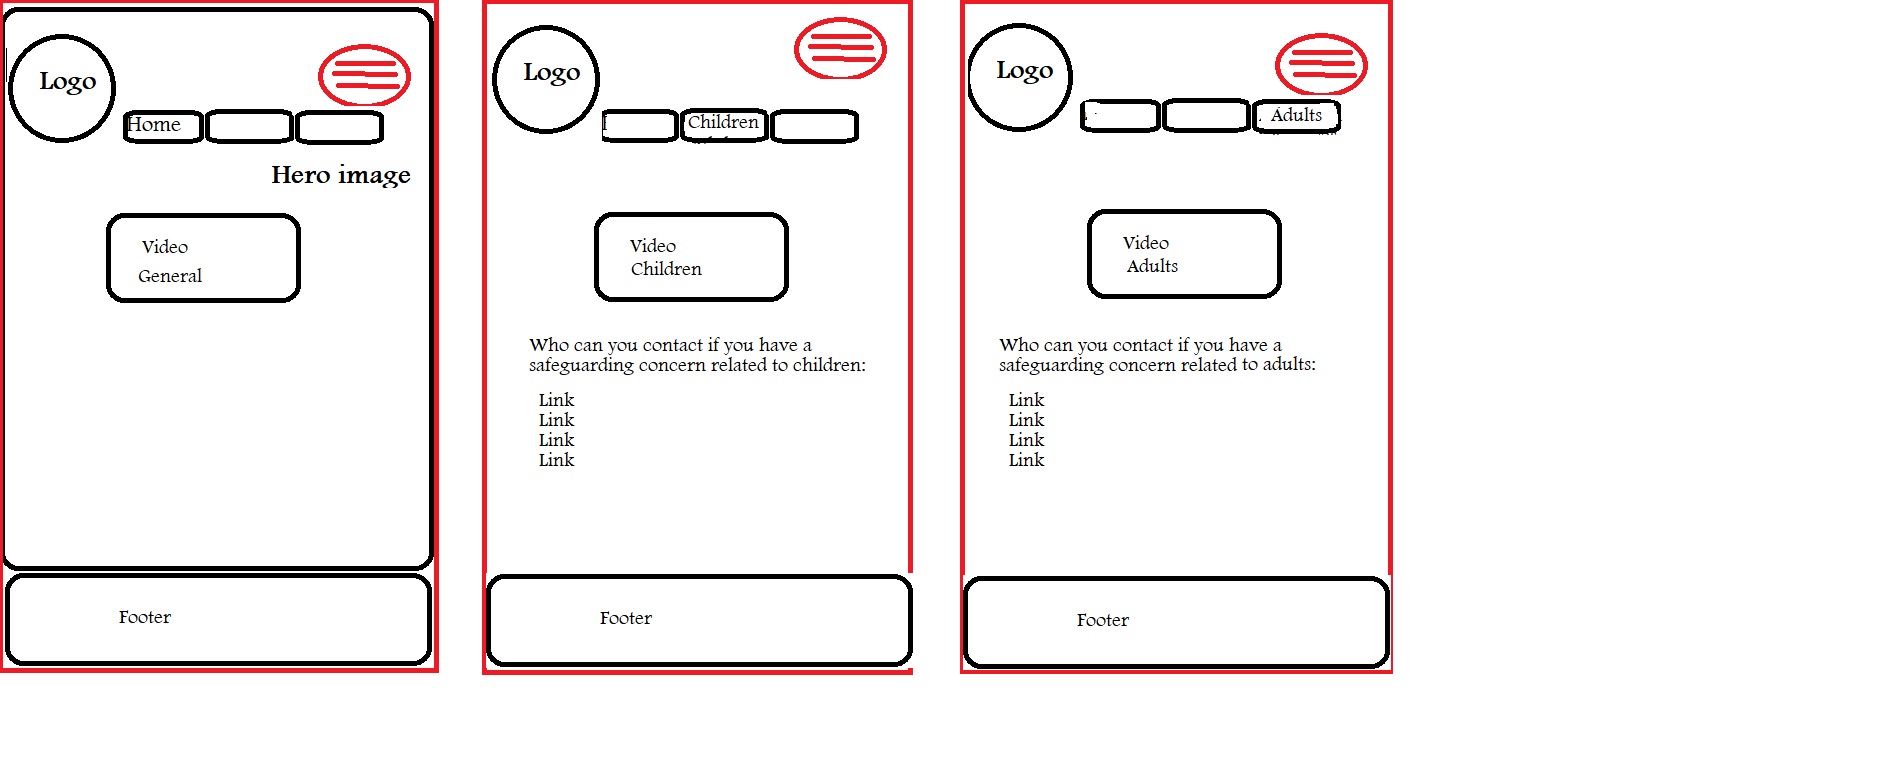 Logo
Home
Hero image
Video
General
Footer
Logo
Children
Video
Children
Who can you contact if you have a
safeguarding concern related to children:
Link
Link
Link
Link
Footer
Logo
Adults
Video
Adults
Who can you contact if you have a
safeguarding concern related to adults:
Link
Link
Link
Link
Footer